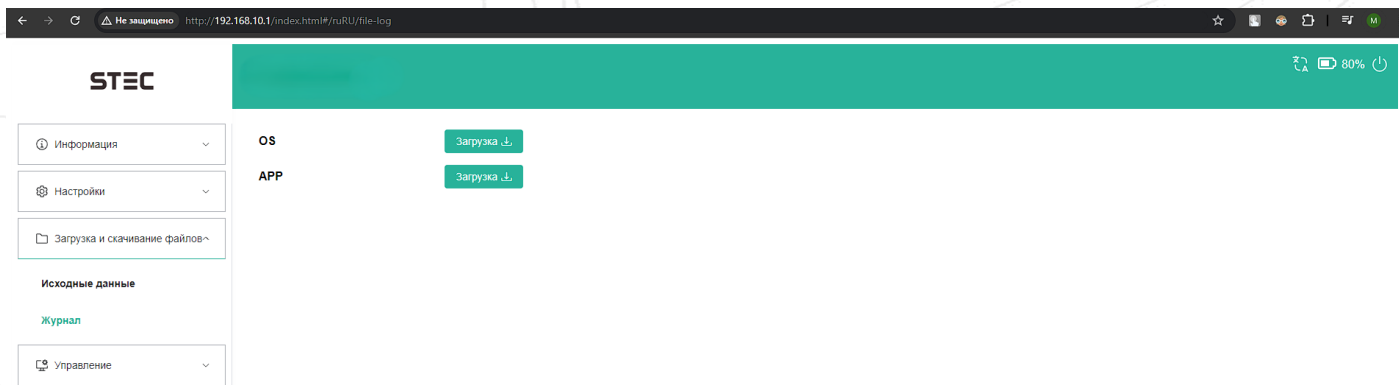 Не защищено http://192.168.10.1/index.html#/ruRU/file-log
M
STEC
80%
Информация
OS Загрузка
APP Загрузка
Настройки
Загрузка и скачивание файлов
Исходные данные
Журнал
Управление